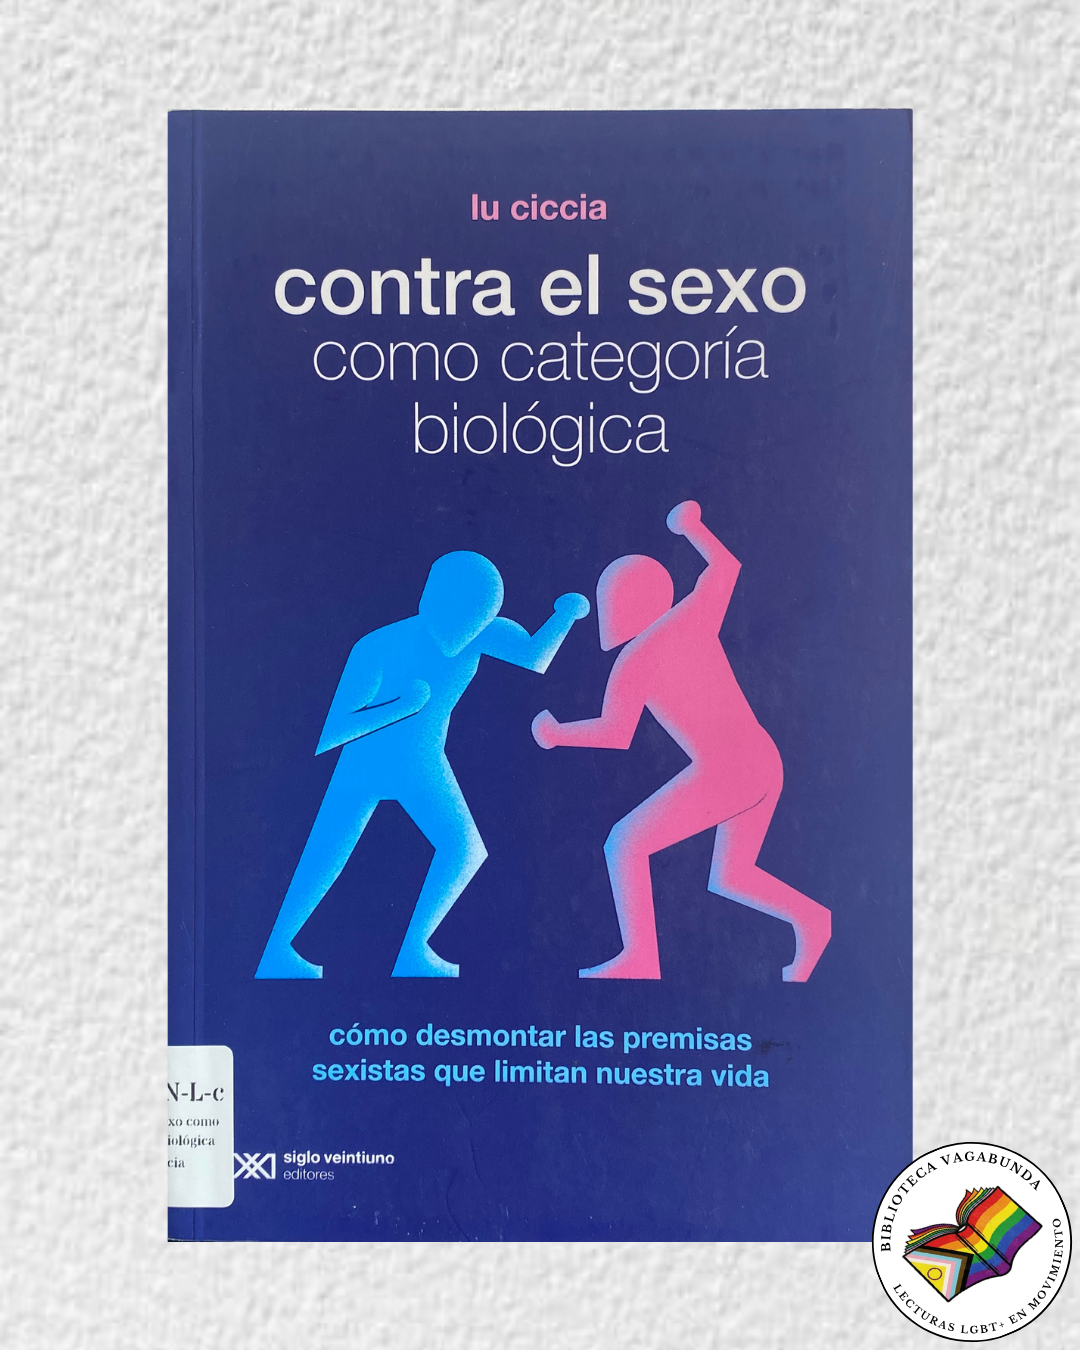 lu ciccia
contra el sexo
como categoría
biológica
cómo desmontar las premisas
sexistas que limitan nuestra vida
N-L-c
xo como
iológica
cia
siglo veintiuno
editores
BIBLIOTECA VAGABUNDA
LECTURAS LGBT+ EN MOVIMIENTO